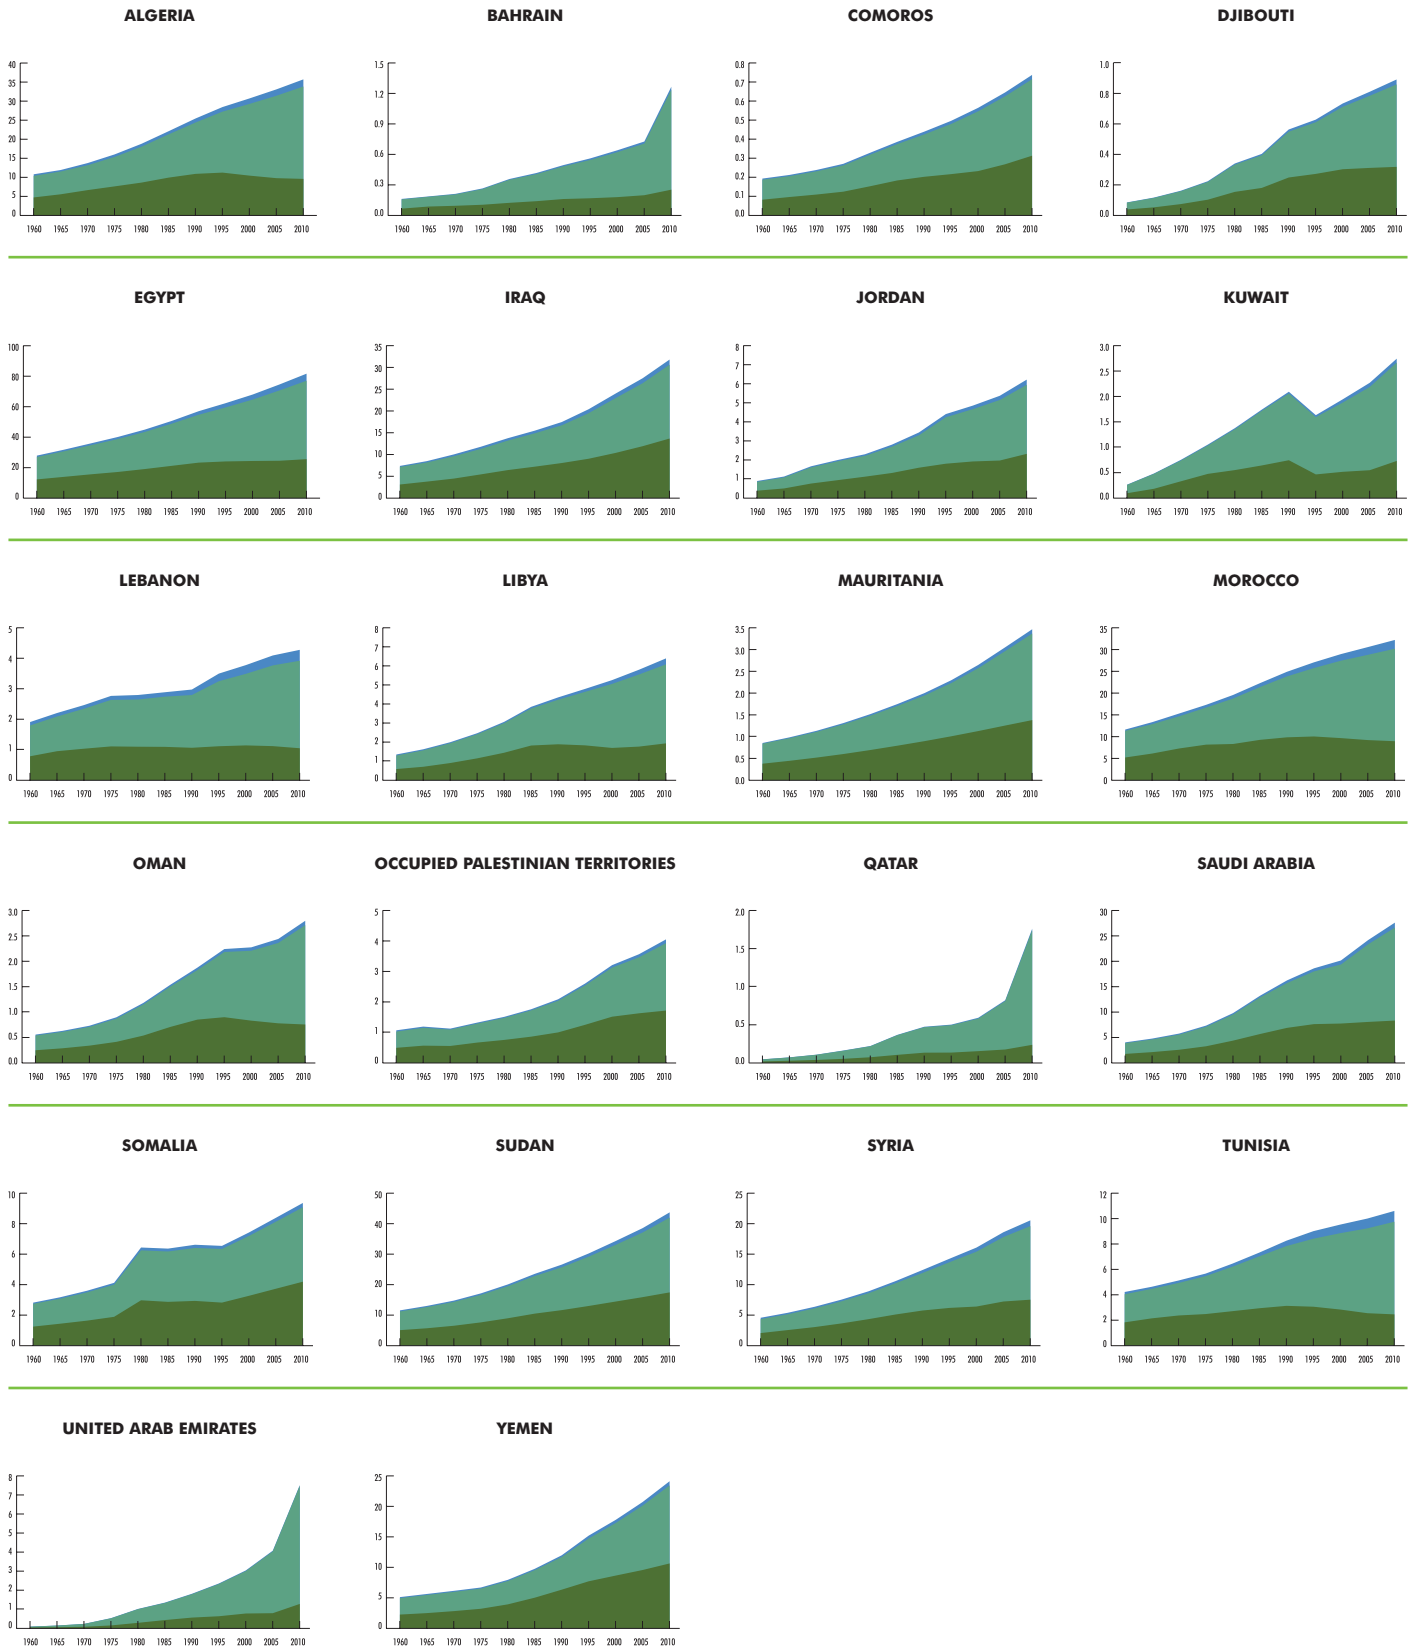 ALGERIA BAHRAIN COMOROS DJIBOUTI
40 1.5 0.8 1.0
35 0.7
30 1.2 0.6 0.8
25 0.9 0.5 0.6
20 0.4
15 0.6 0.3 0.4
10 0.3 0.2 0.2
5 0.1
0 0.0 0.0 0.0
1960 1965 1970 1975 1980 1985 1990 1995 2000 2005 2010 1960 1965 1970 1975 1980 1985 1990 1995 2000 2005 2010 1960 1965 1970 1975 1980 1985 1990 1995 2000 2005 2010 1960 1965 1970 1975 1980 1985 1990 1995 2000 2005 2010
EGYPT IRAQ JORDAN KUWAIT
100 35 8 3.0
30 7 2.5
80 25 6
60 20 5 2.0
4 1.5
40 15 3
10 2 1.0
20 5 1 0.5
0 0 0 0.0
1960 1965 1970 1975 1980 1985 1990 1995 2000 2005 2010 1960 1965 1970 1975 1980 1985 1990 1995 2000 2005 2010 1960 1965 1970 1975 1980 1985 1990 1995 2000 2005 2010 1960 1965 1970 1975 1980 1985 1990 1995 2000 2005 2010
LEBANON LIBYA MAURITANIA MOROCCO
5 8 3.5 35
7 3.0 30
4 6 2.5 25
3 5 2.0 20
4
2 3 1.5 15
2 1.0 10
1 1 0.5 5
0 0 0.0 0
1960 1965 1970 1975 1980 1985 1990 1995 2000 2005 2010 1960 1965 1970 1975 1980 1985 1990 1995 2000 2005 2010 1960 1965 1970 1975 1980 1985 1990 1995 2000 2005 2010 1960 1965 1970 1975 1980 1985 1990 1995 2000 2005 2010
OMAN OCCUPIED PALESTINIAN TERRITORIES QATAR SAUDI ARABIA
3.0 5 2.0 30
2.5 4 1.5 25
2.0 3 20
1.5 1.0 15
1.0 2 0.5 10
0.5 1 5
0.0 0 0.0 0
1960 1965 1970 1975 1980 1985 1990 1995 2000 2005 2010 1960 1965 1970 1975 1980 1985 1990 1995 2000 2005 2010 1960 1965 1970 1975 1980 1985 1990 1995 2000 2005 2010 1960 1965 1970 1975 1980 1985 1990 1995 2000 2005 2010
SOMALIA SUDAN SYRIA TUNISIA
10 50 25 12
8 40 20 10
6 30 15 8
6
4 20 10 4
2 10 5 2
0 0 0 0
1960 1965 1970 1975 1980 1985 1990 1995 2000 2005 2010 1960 1965 1970 1975 1980 1985 1990 1995 2000 2005 2010 1960 1965 1970 1975 1980 1985 1990 1995 2000 2005 2010 1960 1965 1970 1975 1980 1985 1990 1995 2000 2005 2010
UNITED ARAB EMIRATES YEMEN
8 25
7
6 20
5 15
4
3 10
2 5
1
0 0
1960 1965 1970 1975 1980 1985 1990 1995 2000 2005 2010 1960 1965 1970 1975 1980 1985 1990 1995 2000 2005 2010